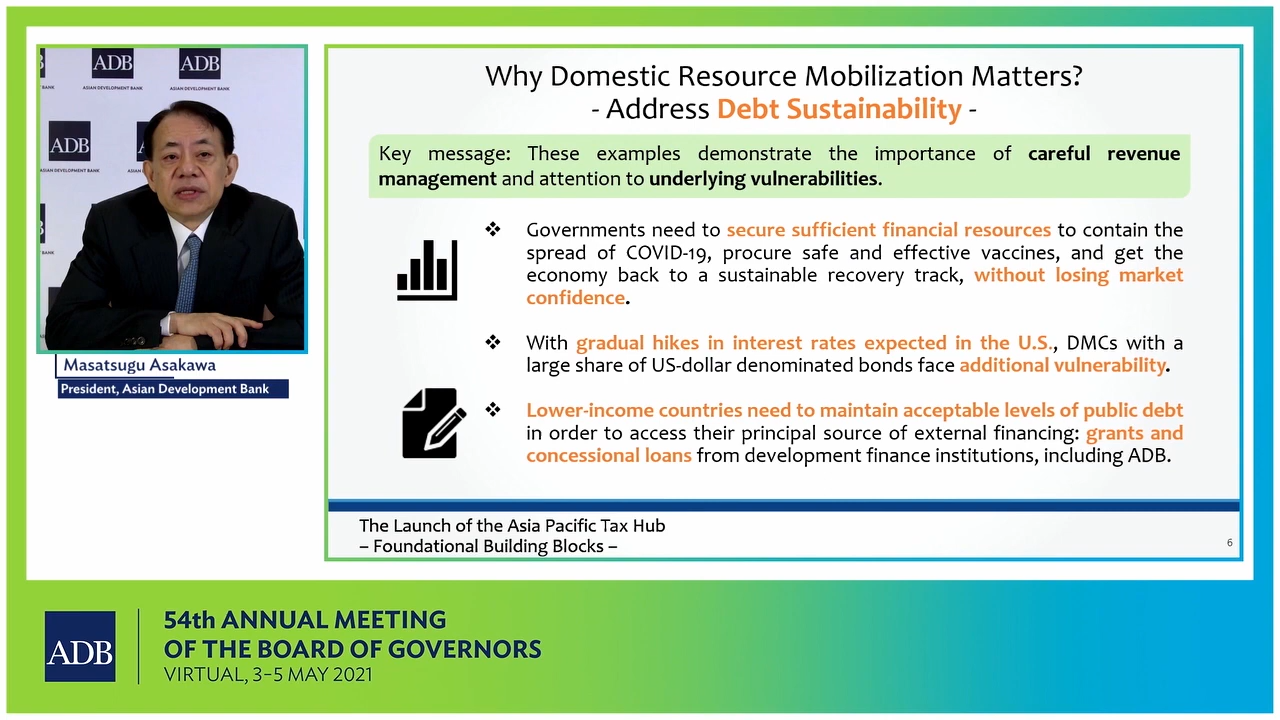 ADB
ASIAN DEVELOPMENT BANK
ADB
ASIAN DEVELOPMENT BANK
BANK
ADB
ASIAN DEVELOPMENT BANK
Masatsugu Asakawa
President, Asian Development Bank
Why Domestic Resource Mobilization Matters?
- Address Debt Sustainability -
Key message: These examples demonstrate the importance of careful revenue
management and attention to underlying vulnerabilities.
❖ Governments need to secure sufficient financial resources to contain the
spread of COVID-19, procure safe and effective vaccines, and get the
economy back to a sustainable recovery track, without losing market
confidence.
❖ With gradual hikes in interest rates expected in the U.S., DMCs with a
large share of US-dollar denominated bonds face additional vulnerability.
❖ Lower-income countries need to maintain acceptable levels of public debt
in order to access their principal source of external financing: grants and
concessional loans from development finance institutions, including ADB.
The Launch of the Asia Pacific Tax Hub
– Foundational Building Blocks –
6
ADB
54th ANNUAL MEETING
OF THE BOARD OF GOVERNORS
VIRTUAL, 3–5 MAY 2021